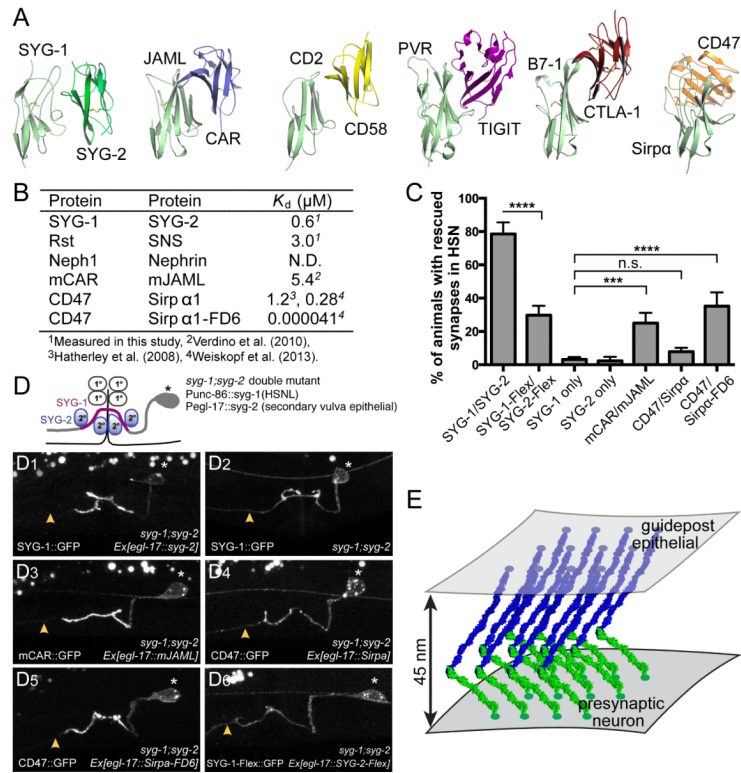 A
SYG-1
SYG-2
JAML
CAR
CD2
CD58
PVR
TIGIT
B7-1
CTLA-1
CD47
Sirpα
B
Protein Protein Kd (μM)
SYG-1 SYG-2 0.6¹
Rst SNS 3.0¹
Neph1 Nephrin N.D.
mCAR mJAML 5.4²
CD47 Sirp α1 1.2³, 0.28⁴
CD47 Sirp α1-FD6 0.000041⁴
¹Measured in this study, ²Verdino et al. (2010),
³Hatherley et al. (2008), ⁴Weiskopf et al. (2013).
C
% of animals with rescued
synapses in HSN
100
80
60
40
20
0
****
****
n.s.
***
SYG-1/SYG-2
SYG-1-Flex/
SYG-2-Flex
SYG-1 only
SYG-2 only
mCAR/mJAML
CD47/Sirpα
CD47/
Sirpα-FD6
D
SYG-1
SYG-2
1° 1°
1° 1°
2° 2° 2° 2°
*
syg-1;syg-2 double mutant
Punc-86::syg-1(HSNL)
Pegl-17::syg-2 (secondary vulva epithelial)
D1
*
syg-1;syg-2
SYG-1::GFP Ex[egl-17::syg-2]
D2
*
SYG-1::GFP syg-1;syg-2
D3
*
syg-1;syg-2
mCAR::GFP Ex[egl-17::mJAML]
D4
*
syg-1;syg-2
CD47::GFP Ex[egl-17::Sirpa]
D5
*
syg-1;syg-2
CD47::GFP Ex[egl-17::Sirpa-FD6]
D6
*
syg-1;syg-2
SYG-1-Flex::GFP Ex[egl-17::SYG-2-Flex]
E
guidepost
epithelial
45 nm
presynaptic
neuron